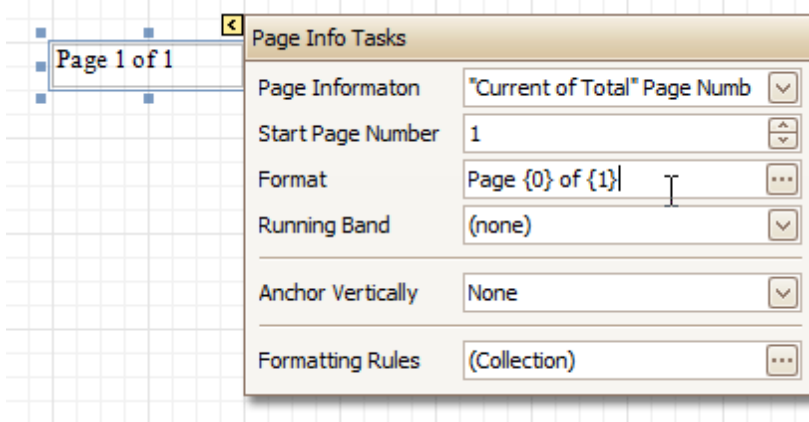 Page 1 of 1
Page Info Tasks
Page Informaton "Current of Total" Page Numb
Start Page Number 1
Format Page {0} of {1}
Running Band (none)
Anchor Vertically None
Formatting Rules (Collection)